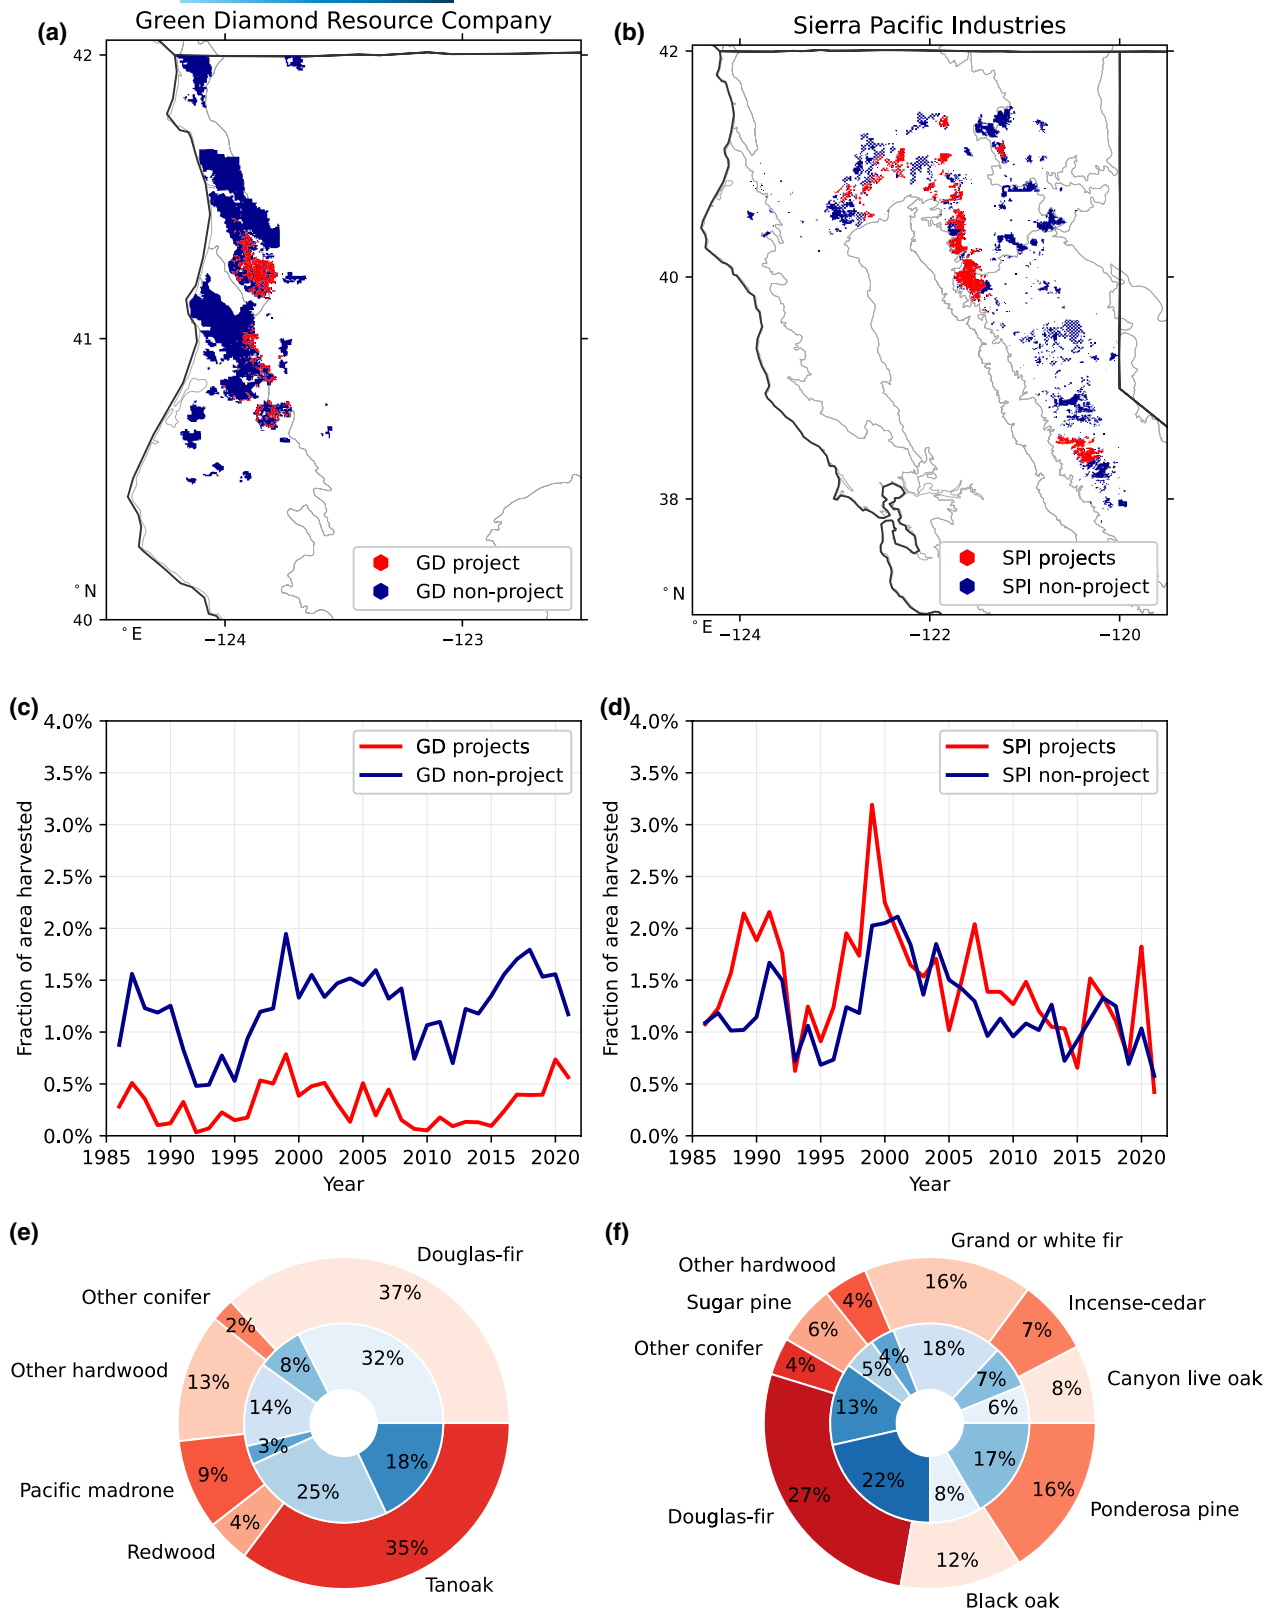 (a)
Green Diamond Resource Company
42
41
°N
40
°E
−124
−123
GD project
GD non-project
(b)
Sierra Pacific Industries
42
40
38
°N
°E
−124
−122
−120
SPI projects
SPI non-project
(c)
4.0%
3.5%
3.0%
2.5%
2.0%
1.5%
1.0%
0.5%
0.0%
Fraction of area harvested
GD projects
GD non-project
1985 1990 1995 2000 2005 2010 2015 2020
Year
(d)
4.0%
3.5%
3.0%
2.5%
2.0%
1.5%
1.0%
0.5%
0.0%
Fraction of area harvested
SPI projects
SPI non-project
1985 1990 1995 2000 2005 2010 2015 2020
Year
(e)
Douglas-fir
37%
32%
Other conifer
2%
8%
Other hardwood
13%
14%
Pacific madrone
9%
3%
Redwood
4%
25%
Tanoak
35%
18%
(f)
Grand or white fir
16%
18%
Other hardwood
4%
4%
Sugar pine
6%
5%
Other conifer
4%
13%
Douglas-fir
27%
22%
Black oak
12%
8%
Ponderosa pine
16%
17%
Canyon live oak
8%
6%
Incense-cedar
7%
7%